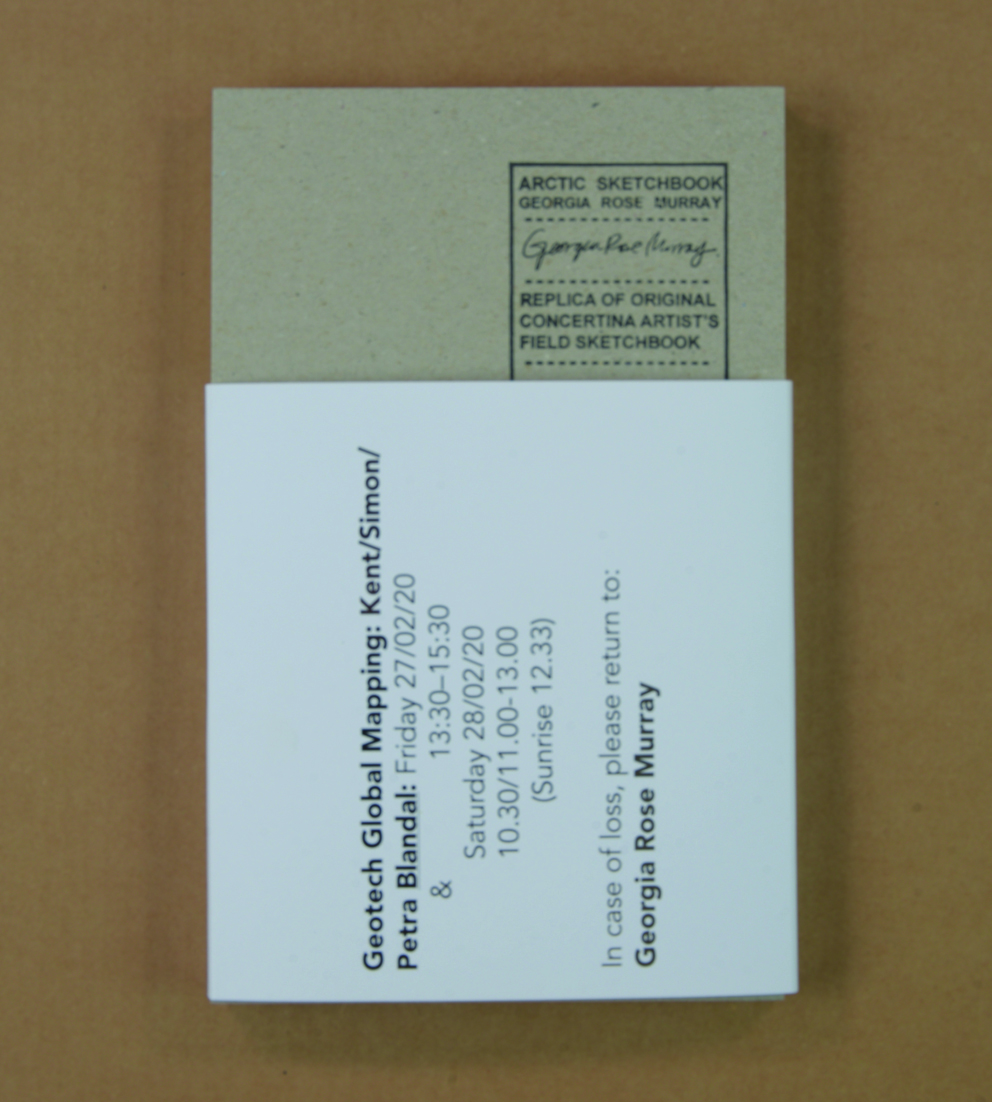 ARCTIC SKETCHBOOK
GEORGIA ROSE MURRAY
Georgia Rose Murray
REPLICA OF ORIGINAL
CONCERTINA ARTIST'S
FIELD SKETCHBOOK
Geotech Global Mapping: Kent/Simon/
Petra Blandal: Friday 27/02/20
& 13:30–15:30
Saturday 28/02/20
10.30/11.00-13.00
(Sunrise 12.33)
In case of loss, please return to:
Georgia Rose Murray